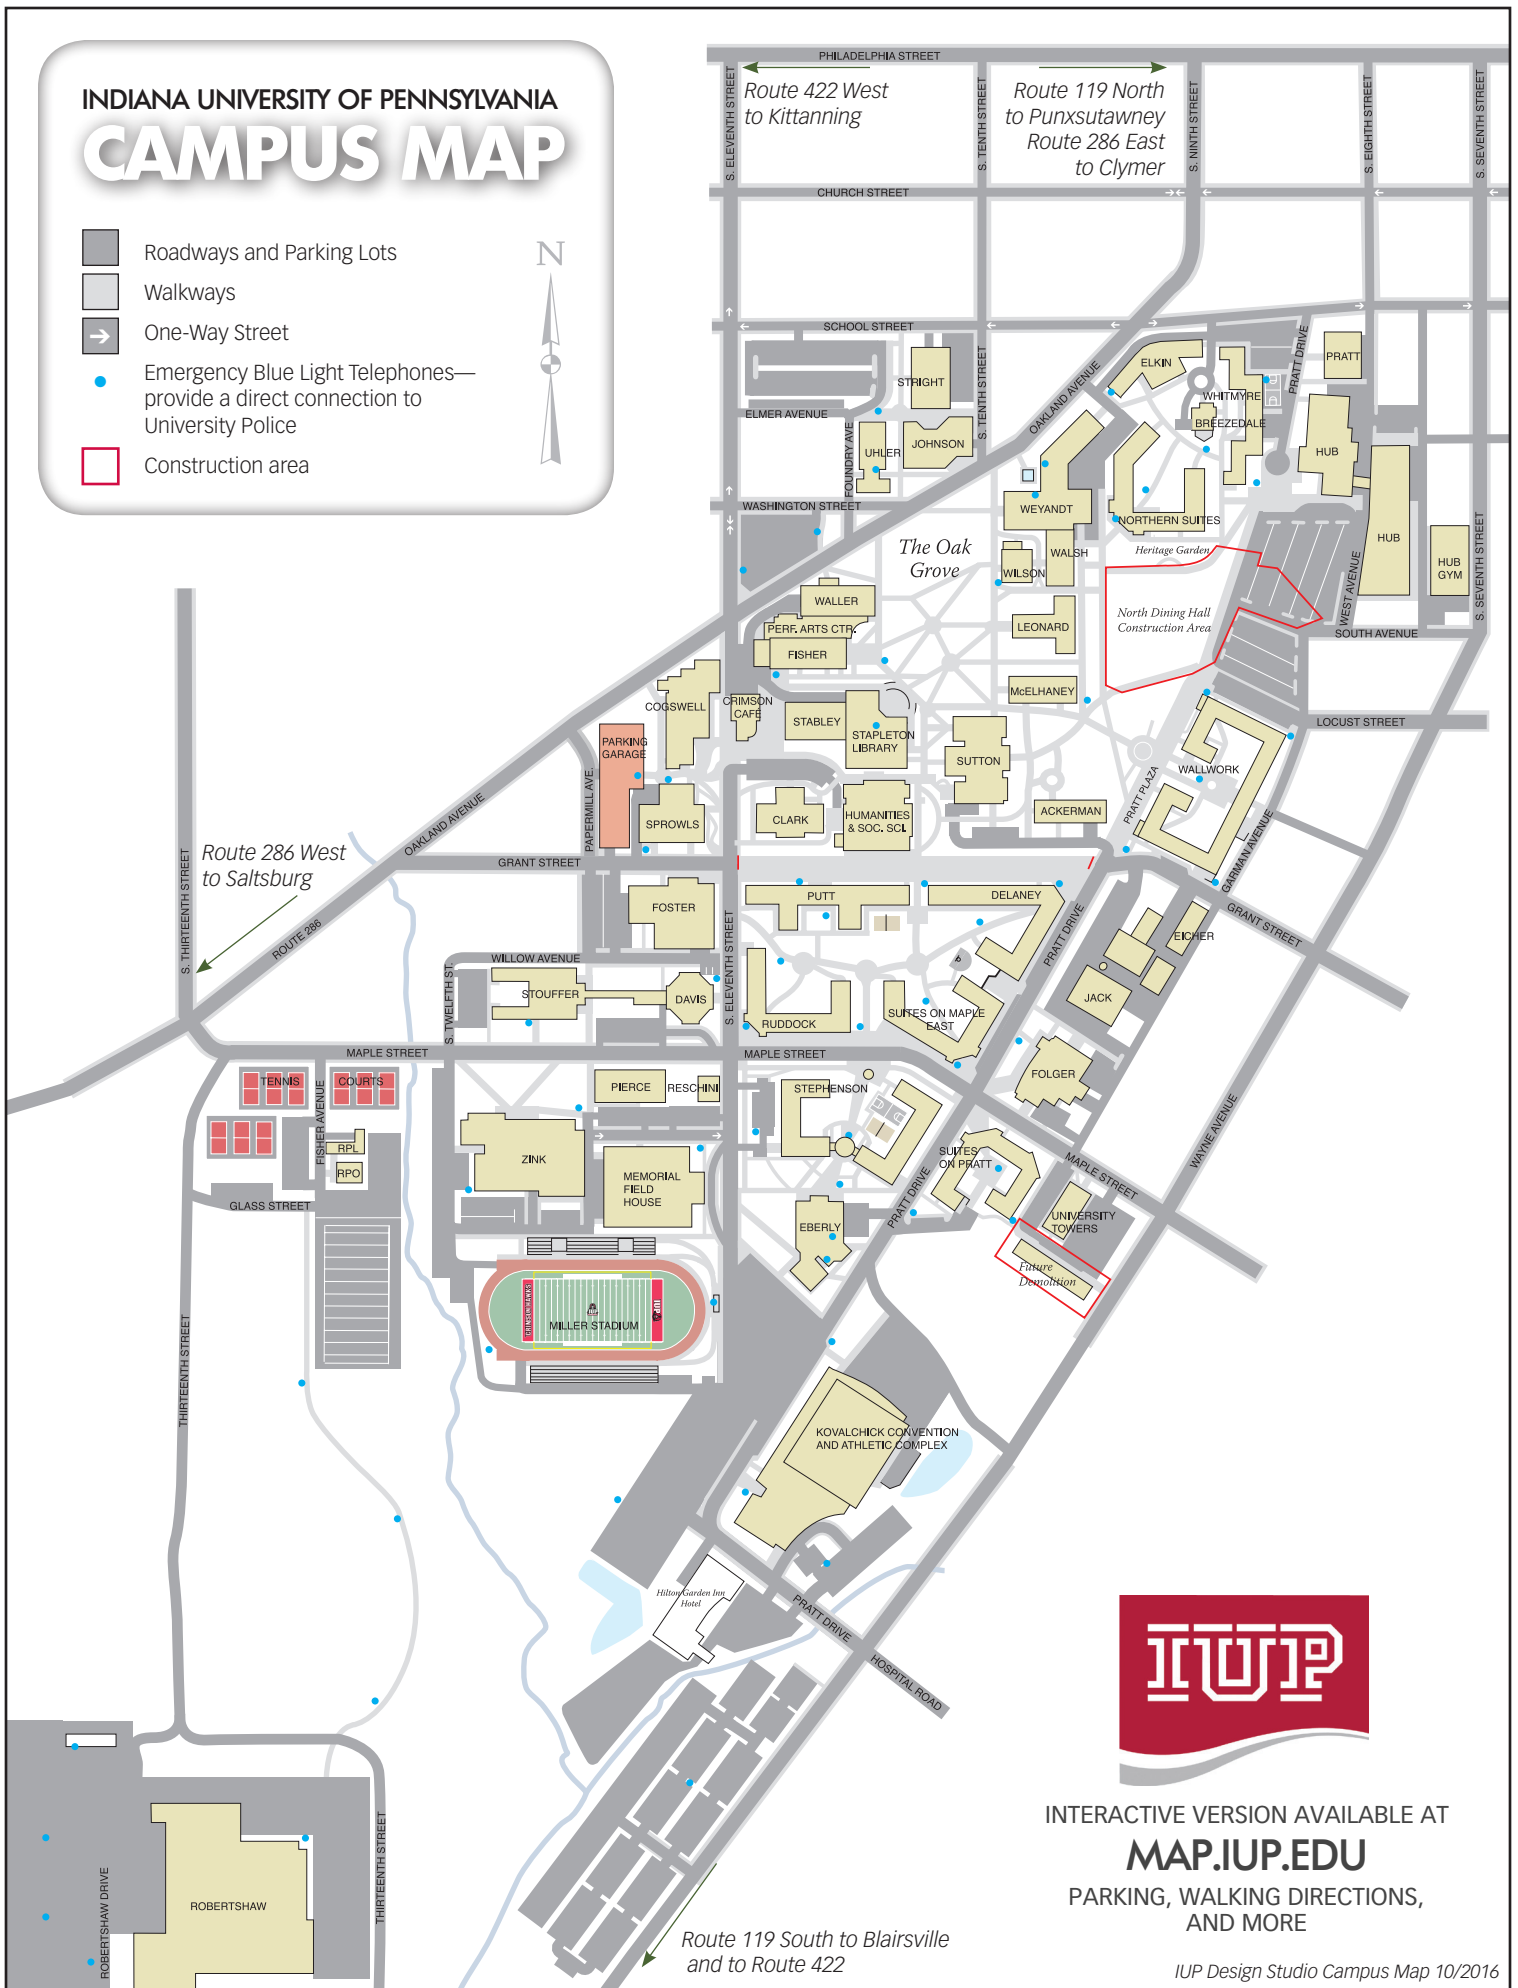 INDIANA UNIVERSITY OF PENNSYLVANIA
CAMPUS MAP
Roadways and Parking Lots
Walkways
One-Way Street
Emergency Blue Light Telephones—
provide a direct connection to
University Police
Construction area
N
PHILADELPHIA STREET
Route 422 West
to Kittanning
Route 119 North
to Punxsutawney
Route 286 East
to Clymer
S. ELEVENTH STREET
S. TENTH STREET
S. NINTH STREET
S. EIGHTH STREET
S. SEVENTH STREET
CHURCH STREET
SCHOOL STREET
STRIGHT
ELMER AVENUE
FOUNDRY AVE
UHLER
JOHNSON
S. TENTH STREET
OAKLAND AVENUE
ELKIN
WHITMYRE
BREEZEDALE
PRATT DRIVE
PRATT
HUB
HUB
HUB
GYM
S. SEVENTH STREET
WASHINGTON STREET
The Oak
Grove
WEYANDT
WALSH
WILSON
NORTHERN SUITES
Heritage Garden
North Dining Hall
Construction Area
WEST AVENUE
SOUTH AVENUE
LEONARD
WALLER
PERF. ARTS CTR.
FISHER
McELHANEY
COGSWELL
CRIMSON
CAFÉ
STABLEY
STAPLETON
LIBRARY
SUTTON
LOCUST STREET
PARKING
GARAGE
PAPERMILL AVE.
SPROWLS
CLARK
HUMANITIES
& SOC. SCI.
ACKERMAN
PRATT PLAZA
WALLWORK
GARMAN AVENUE
OAKLAND AVENUE
Route 286 West
to Saltsburg
S. THIRTEENTH STREET
ROUTE 286
GRANT STREET
FOSTER
PUTT
DELANEY
PRATT DRIVE
GRANT STREET
EICHER
JACK
WILLOW AVENUE
S. TWELFTH ST.
STOUFFER
DAVIS
S. ELEVENTH STREET
RUDDOCK
SUITES ON MAPLE
EAST
MAPLE STREET
MAPLE STREET
FOLGER
TENNIS
COURTS
FISHER AVENUE
RPL
RPO
GLASS STREET
PIERCE
RESCHINI
STEPHENSON
ZINK
MEMORIAL
FIELD
HOUSE
SUITES
ON PRATT
MAPLE STREET
WAYNE AVENUE
EBERLY
PRATT DRIVE
UNIVERSITY
TOWERS
Future
Demolition
CRIMSON HAWKS
IUP
IUP
MILLER STADIUM
THIRTEENTH STREET
KOVALCHICK CONVENTION
AND ATHLETIC COMPLEX
Hilton Garden Inn
Hotel
PRATT DRIVE
HOSPITAL ROAD
IUP
INTERACTIVE VERSION AVAILABLE AT
MAP.IUP.EDU
PARKING, WALKING DIRECTIONS,
AND MORE
ROBERTSHAW
ROBERTSHAW DRIVE
THIRTEENTH STREET
Route 119 South to Blairsville
and to Route 422
IUP Design Studio Campus Map 10/2016